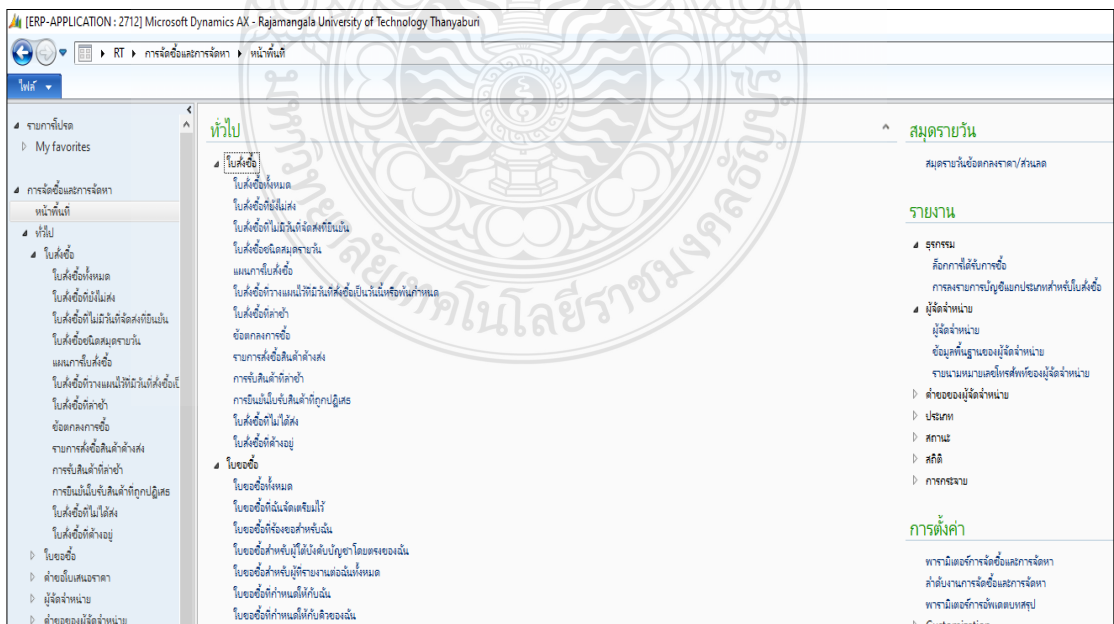 [ERP-APPLICATION : 2712] Microsoft Dynamics AX - Rajamangala University of Technology Thanyaburi
RT การจัดซื้อและการจัดหา หน้าพื้นที่
ไฟล์
รายการโปรด
My favorites
การจัดซื้อและการจัดหา
หน้าพื้นที่
ทั่วไป
ใบสั่งซื้อ
ใบสั่งซื้อทั้งหมด
ใบสั่งซื้อที่ยังไม่ส่ง
ใบสั่งซื้อที่ไม่มีวันที่จัดส่งที่ยืนยัน
ใบสั่งซื้อชนิดสมุดรายวัน
แผนการใบสั่งซื้อ
ใบสั่งซื้อที่วางแผนไว้ที่มีวันที่สั่งซื้อเป็
ใบสั่งซื้อที่ล่าช้า
ข้อตกลงการซื้อ
รายการสั่งซื้อสินค้าค้างส่ง
การรับสินค้าที่ล่าช้า
การยืนยันใบรับสินค้าที่ถูกปฏิเสธ
ใบสั่งซื้อที่ไม่ได้ส่ง
ใบสั่งซื้อที่ค้างอยู่
ใบขอซื้อ
คำขอใบเสนอราคา
ผู้จัดจำหน่าย
คำขอของผู้จัดจำหน่าย
ทั่วไป
ใบสั่งซื้อ
ใบสั่งซื้อทั้งหมด
ใบสั่งซื้อที่ยังไม่ส่ง
ใบสั่งซื้อที่ไม่มีวันที่จัดส่งที่ยืนยัน
ใบสั่งซื้อชนิดสมุดรายวัน
แผนการใบสั่งซื้อ
ใบสั่งซื้อที่วางแผนไว้ที่มีวันที่สั่งซื้อเป็นวันนี้หรือพ้นกำหนด
ใบสั่งซื้อที่ล่าช้า
ข้อตกลงการซื้อ
รายการสั่งซื้อสินค้าค้างส่ง
การรับสินค้าที่ล่าช้า
การยืนยันใบรับสินค้าที่ถูกปฏิเสธ
ใบสั่งซื้อที่ไม่ได้ส่ง
ใบสั่งซื้อที่ค้างอยู่
ใบขอซื้อ
ใบขอซื้อทั้งหมด
ใบขอซื้อที่ฉันจัดเตรียมไว้
ใบขอซื้อที่ร้องขอสำหรับฉัน
ใบขอซื้อสำหรับผู้ใต้บังคับบัญชาโดยตรงของฉัน
ใบขอซื้อสำหรับผู้ที่รายงานต่อฉันทั้งหมด
ใบขอซื้อที่กำหนดให้กับฉัน
ใบขอซื้อที่กำหนดให้กับคิวของฉัน
สมุดรายวัน
สมุดรายวันข้อตกลงราคา/ส่วนลด
รายงาน
ธุรกรรม
ล็อกการได้รับการซื้อ
การลงรายการบัญชีแยกประเภทสำหรับใบสั่งซื้อ
ผู้จัดจำหน่าย
ผู้จัดจำหน่าย
ข้อมูลพื้นฐานของผู้จัดจำหน่าย
รายนามหมายเลขโทรศัพท์ของผู้จัดจำหน่าย
คำขอของผู้จัดจำหน่าย
ประเภท
สถานะ
สถิติ
การกระจาย
การตั้งค่า
พารามิเตอร์การจัดซื้อและการจัดหา
ลำดับงานการจัดซื้อและการจัดหา
พารามิเตอร์การอัพเดตบทสรุป
Customization
มหาวิทยาลัยเทคโนโลยีราชมงคลธัญบุรี